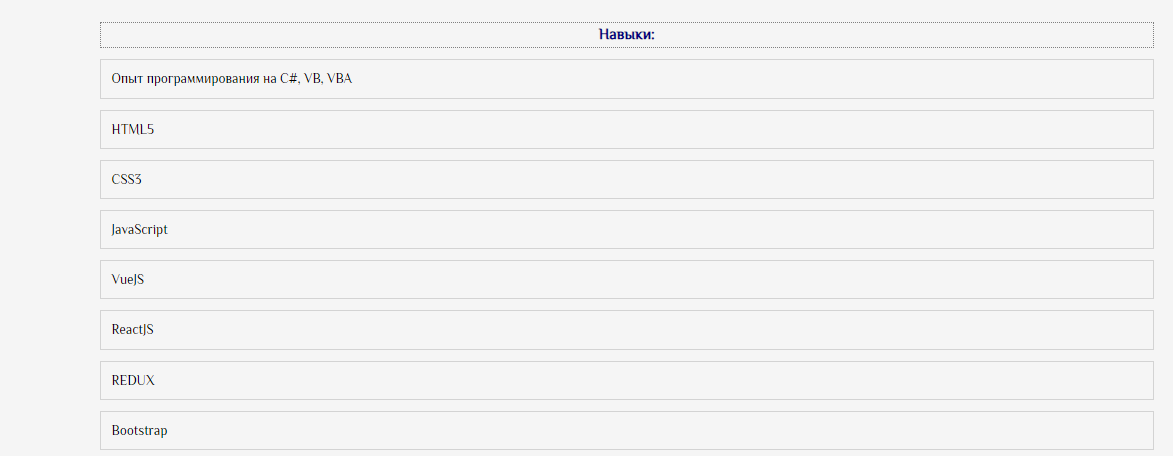 Навыки:
Опыт программирования на C#, VB, VBA
HTML5
CSS3
JavaScript
VueJS
ReactJS
REDUX
Bootstrap